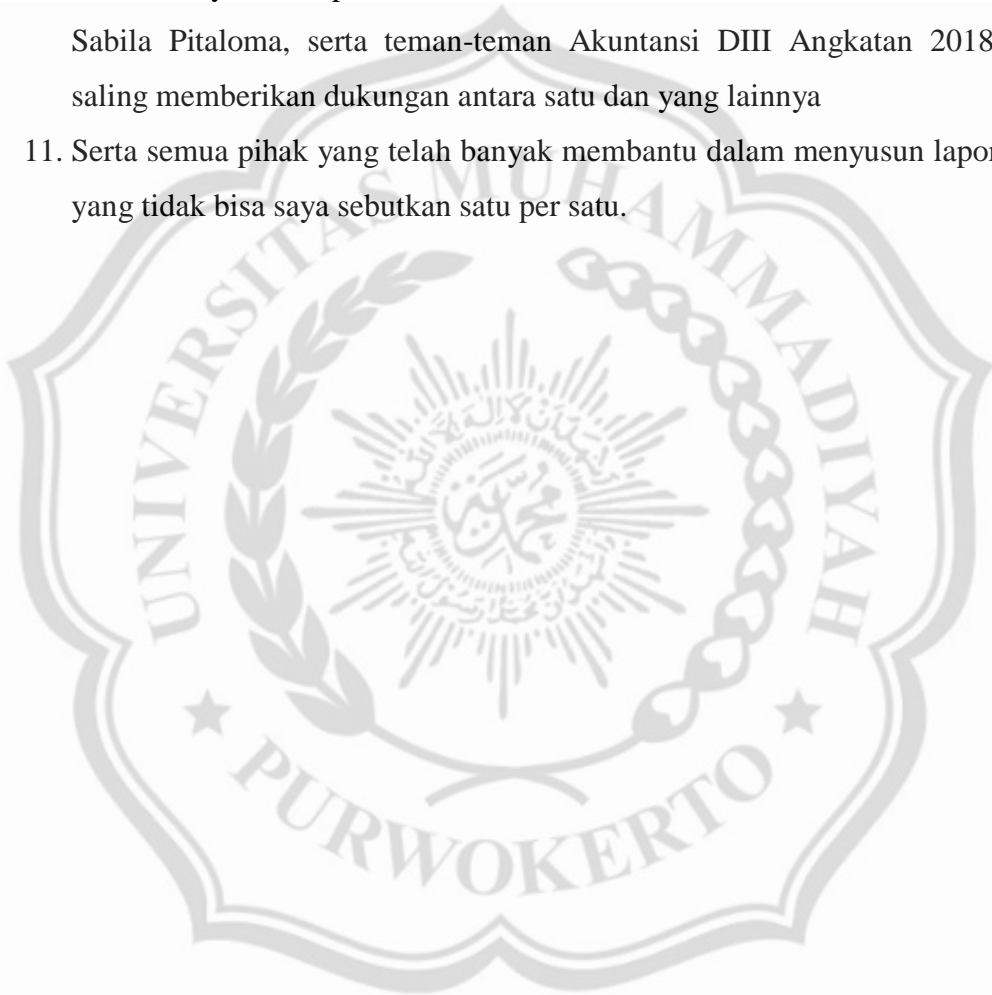 Sabila Pitaloma, serta teman-teman Akuntansi DIII Angkatan 2018
saling memberikan dukungan antara satu dan yang lainnya
11. Serta semua pihak yang telah banyak membantu dalam menyusun
yang tidak bisa saya sebutkan satu per satu.
UNIVERSITAS MUHAMMADIYAH
PURWOKERTO
محمد